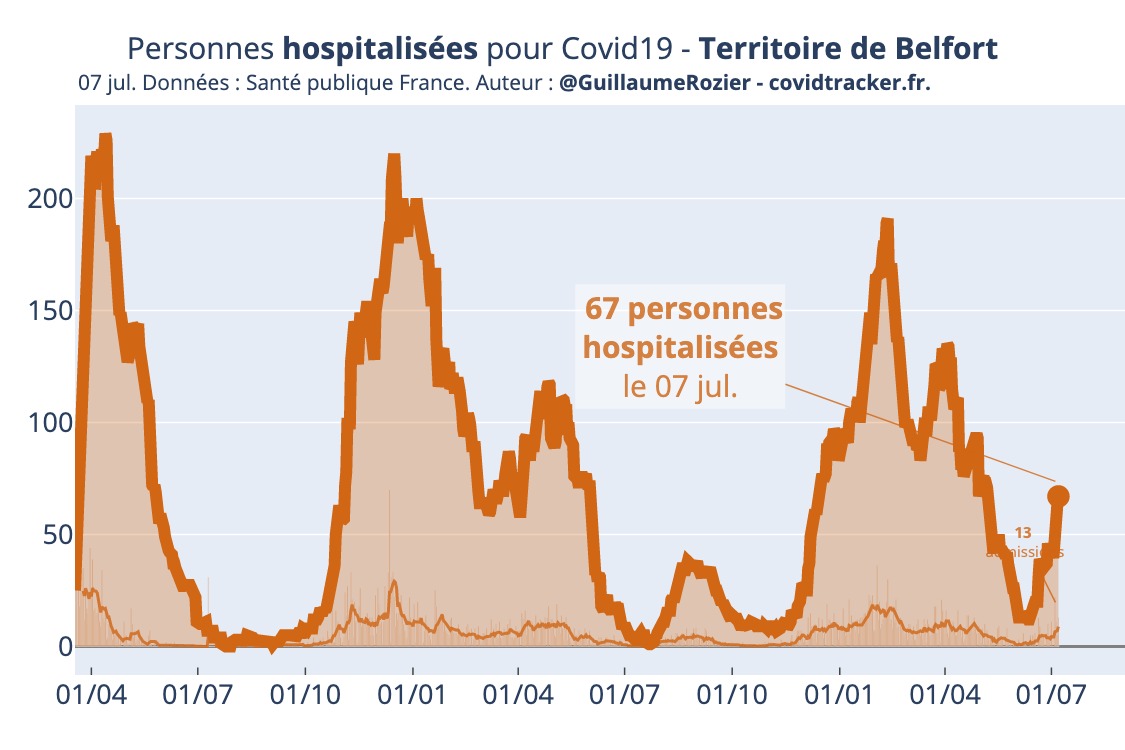 Personnes hospitalisées pour Covid19 - Territoire de Belfort
07 jul. Données : Santé publique France. Auteur : @GuillaumeRozier - covidtracker.fr.
200
150
100
50
0
67 personnes
hospitalisées
le 07 jul.
13
admissions
01/04 01/07 01/10 01/01 01/04 01/07 01/10 01/01 01/04 01/07